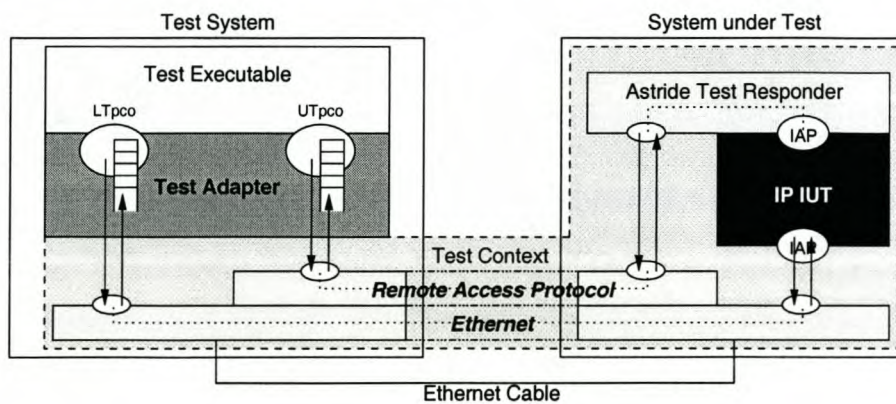 Test System
System under Test
Test Executable
Astride Test Responder
LTpco
UTpco
IAP
Test Adapter
IP IUT
IAP
Test Context
Remote Access Protocol
Ethernet
Ethernet Cable